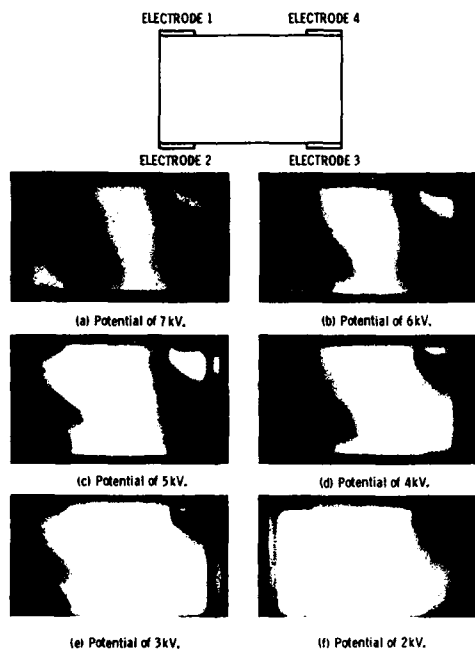 ELECTRODE 1 ELECTRODE 4
ELECTRODE 2 ELECTRODE 3
(a) Potential of 7 kV. (b) Potential of 6 kV.
(c) Potential of 5 kV. (d) Potential of 4 kV.
(e) Potential of 3 kV. (f) Potential of 2 kV.